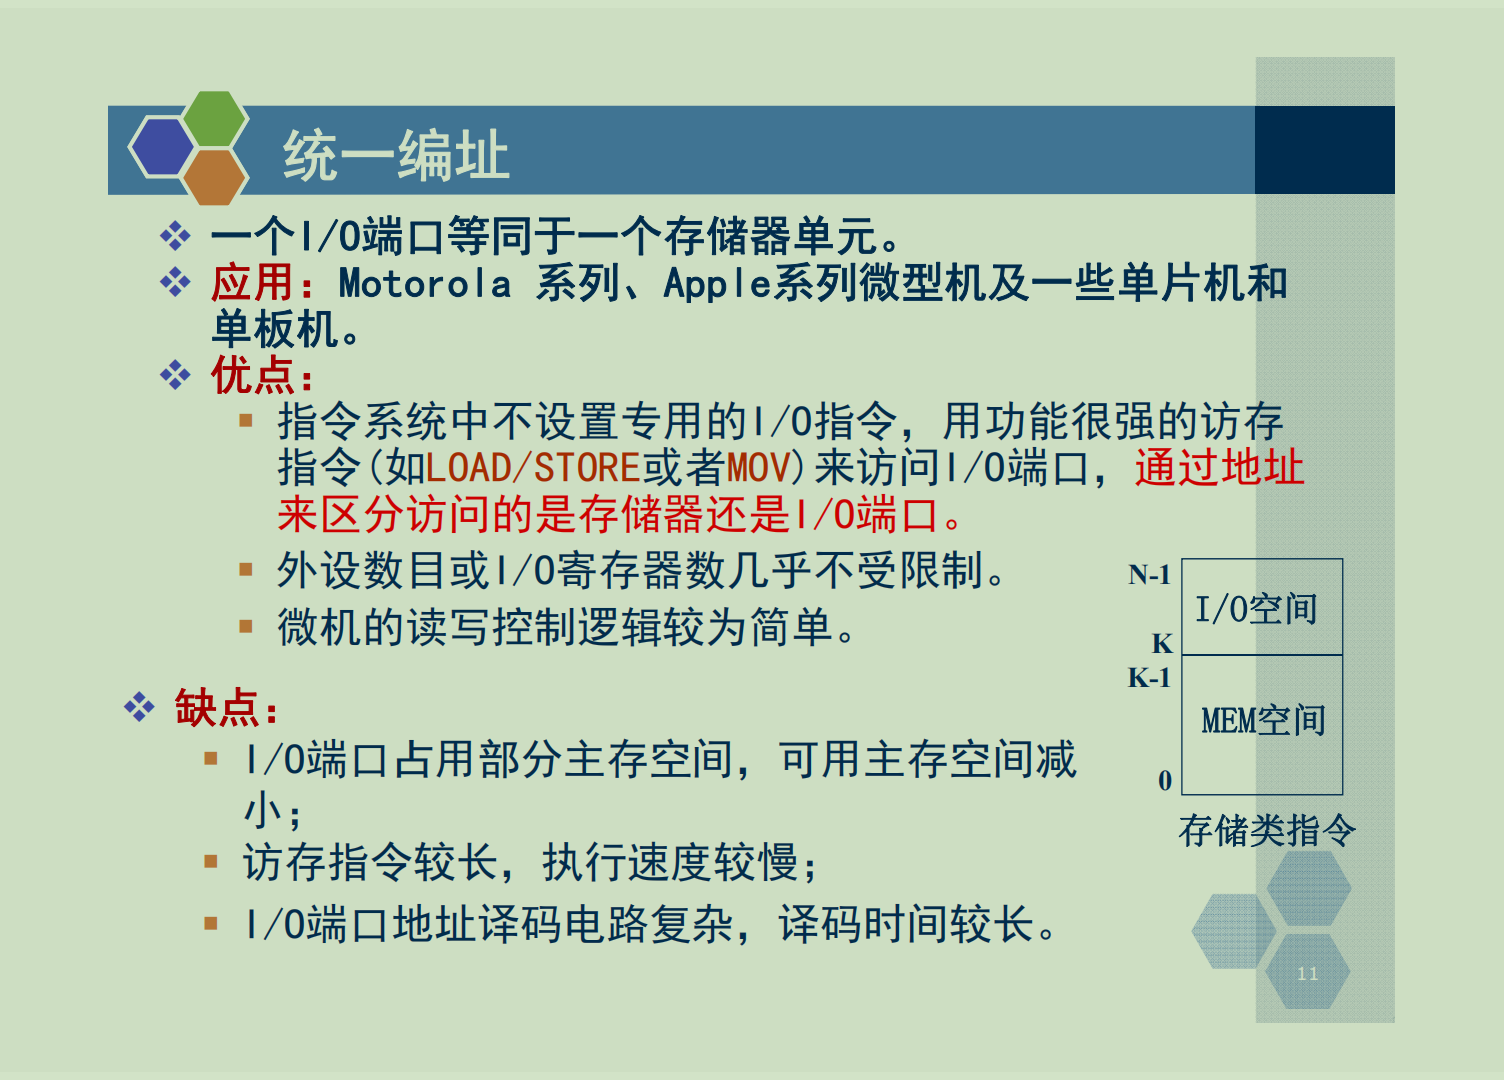 统一编址
一个I/O端口等同于一个存储器单元。
应用：Motorola 系列、Apple系列微型机及一些单片机和
单板机。
优点：
指令系统中不设置专用的I/O指令，用功能很强的访存
指令(如LOAD/STORE或者MOV)来访问I/O端口，通过地址
来区分访问的是存储器还是I/O端口。
外设数目或I/O寄存器数几乎不受限制。
微机的读写控制逻辑较为简单。
缺点：
I/O端口占用部分主存空间，可用主存空间减
小；
访存指令较长，执行速度较慢；
I/O端口地址译码电路复杂，译码时间较长。
N-1
I/O空间
K
K-1
MEM空间
0
存储类指令
11